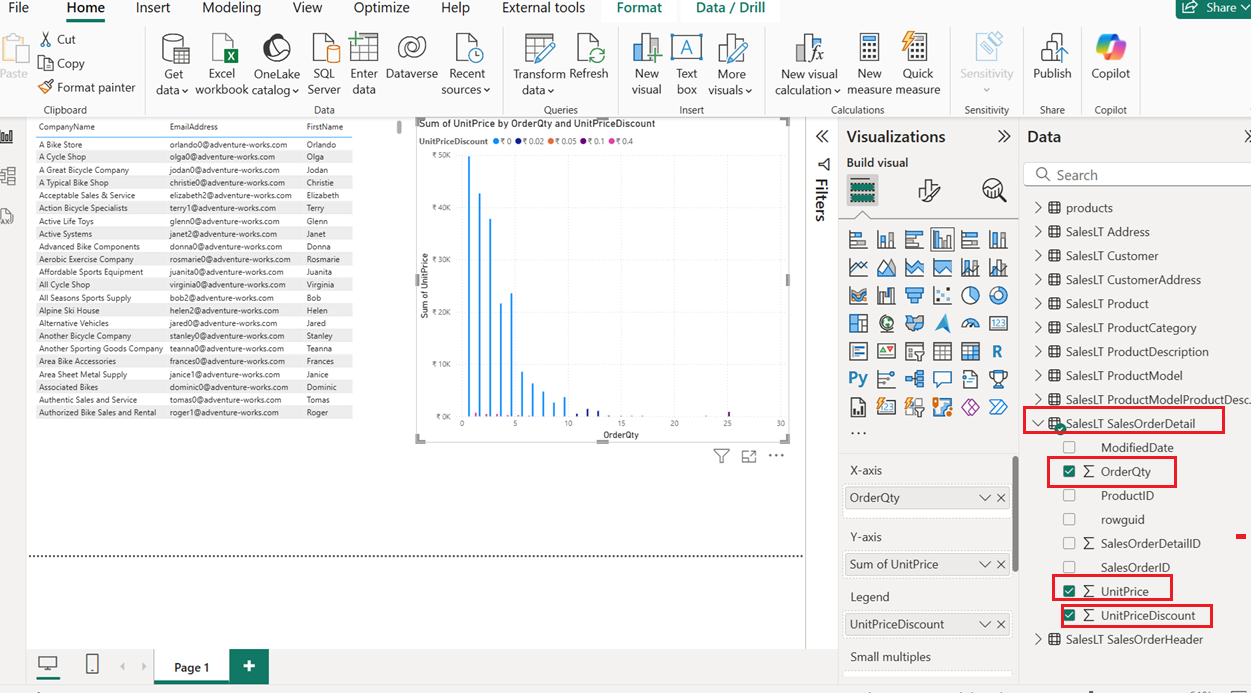 File Home Insert Modeling View Optimize Help External tools Format Data / Drill Share
Paste Cut
Copy
Format painter
Clipboard
Get data
Excel workbook
OneLake catalog
SQL Server
Enter data
Dataverse
Recent sources
Data
Transform data
Refresh
Queries
New visual
Text box
More visuals
Insert
New visual calculation
New measure
Quick measure
Calculations
Sensitivity
Sensitivity
Publish
Share
Copilot
Copilot
CompanyName EmailAddress FirstName
A Bike Store orlando0@adventure-works.com Orlando
A Cycle Shop olga0@adventure-works.com Olga
A Great Bicycle Company jodan0@adventure-works.com Jodan
A Typical Bike Shop christie0@adventure-works.com Christie
Acceptable Sales & Service elizabeth2@adventure-works.com Elizabeth
Action Bicycle Specialists terry1@adventure-works.com Terry
Active Life Toys glenn0@adventure-works.com Glenn
Active Systems janet2@adventure-works.com Janet
Advanced Bike Components donna0@adventure-works.com Donna
Aerobic Exercise Company rosmarie0@adventure-works.com Rosmarie
Affordable Sports Equipment juanita0@adventure-works.com Juanita
All Cycle Shop virginia0@adventure-works.com Virginia
All Seasons Sports Supply bob2@adventure-works.com Bob
Alpine Ski House helen2@adventure-works.com Helen
Alternative Vehicles jared0@adventure-works.com Jared
Another Bicycle Company stanley0@adventure-works.com Stanley
Another Sporting Goods Company teanna0@adventure-works.com Teanna
Area Bike Accessories frances0@adventure-works.com Frances
Area Sheet Metal Supply janice1@adventure-works.com Janice
Associated Bikes dominic0@adventure-works.com Dominic
Authentic Sales and Service tomas0@adventure-works.com Tomas
Authorized Bike Sales and Rental roger1@adventure-works.com Roger
Sum of UnitPrice by OrderQty and UnitPriceDiscount
UnitPriceDiscount ₹ 0 ₹ 0.02 ₹ 0.05 ₹ 0.1 ₹ 0.4
₹ 50K
₹ 40K
₹ 30K
₹ 20K
₹ 10K
₹ 0K
Sum of UnitPrice
0 5 10 15 20 25 30
OrderQty
Filters
Visualizations
Build visual
123
R
Py
123
X-axis
OrderQty
Y-axis
Sum of UnitPrice
Legend
UnitPriceDiscount
Small multiples
Data
Search
products
SalesLT Address
SalesLT Customer
SalesLT CustomerAddress
SalesLT Product
SalesLT ProductCategory
SalesLT ProductDescription
SalesLT ProductModel
SalesLT ProductModelProductDesc..
SalesLT SalesOrderDetail
ModifiedDate
OrderQty
ProductID
rowguid
SalesOrderDetailID
SalesOrderID
UnitPrice
UnitPriceDiscount
SalesLT SalesOrderHeader
Page 1